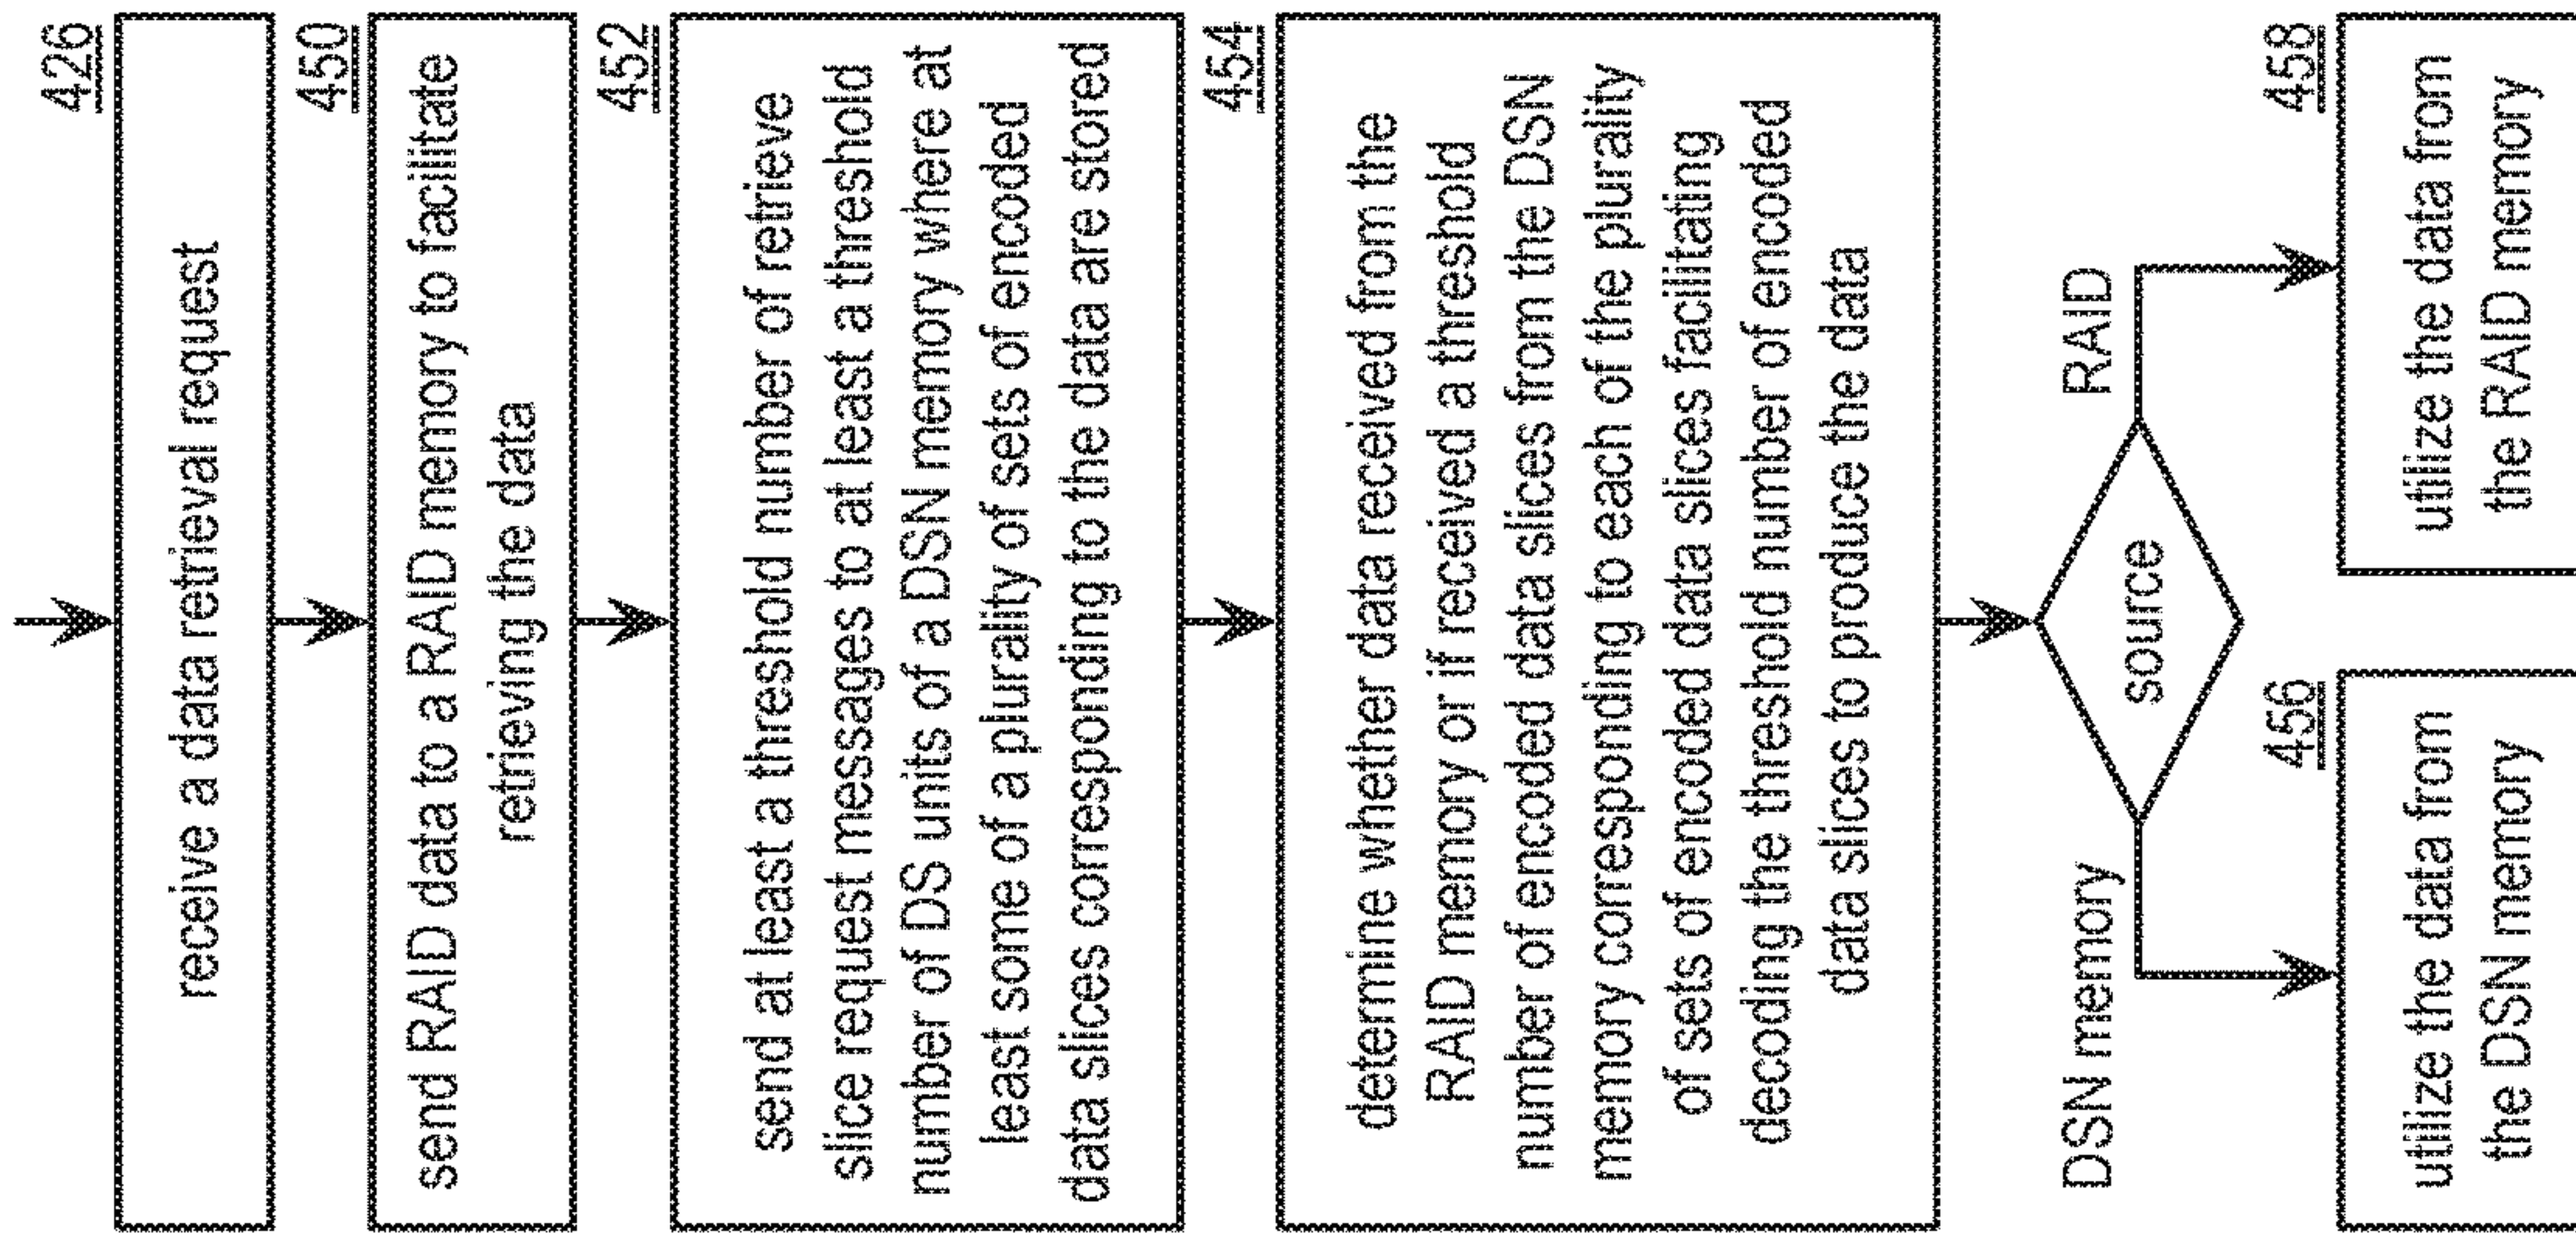 426
receive a data retrieval request
450
send RAID data to a RAID memory to facilitate
retrieving the data
452
send at least a threshold number of retrieve
slice request messages to at least a threshold
number of DS units of a DSN memory where at
least some of a plurality of sets of encoded
data slices corresponding to the data are stored
454
determine whether data received from the
RAID memory or if received a threshold
number of encoded data slices from the DSN
memory corresponding to each of the plurality
of sets of encoded data slices facilitating
decoding the threshold number of encoded
data slices to produce the data
source
DSN memory
RAID
456
utilize the data from
the DSN memory
458
utilize the data from
the RAID memory